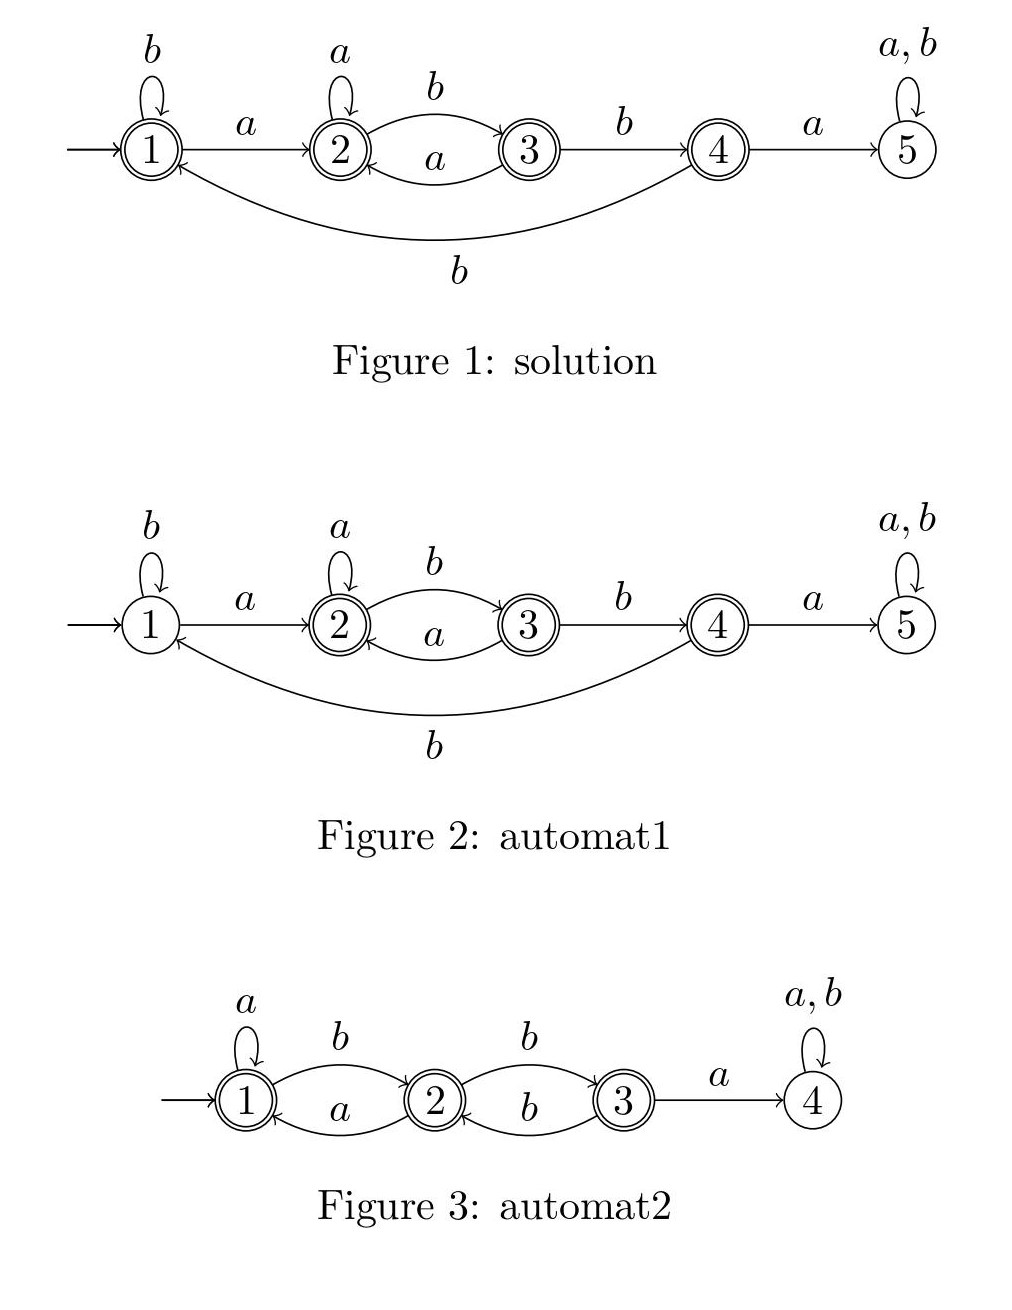 b a a, b
b
1 a 2 a 3 b 4 a 5
b
Figure 1: solution
b a a, b
b
1 a 2 a 3 b 4 a 5
b
Figure 2: automat1
a a, b
b b
1 a 2 b 3 a 4
Figure 3: automat2